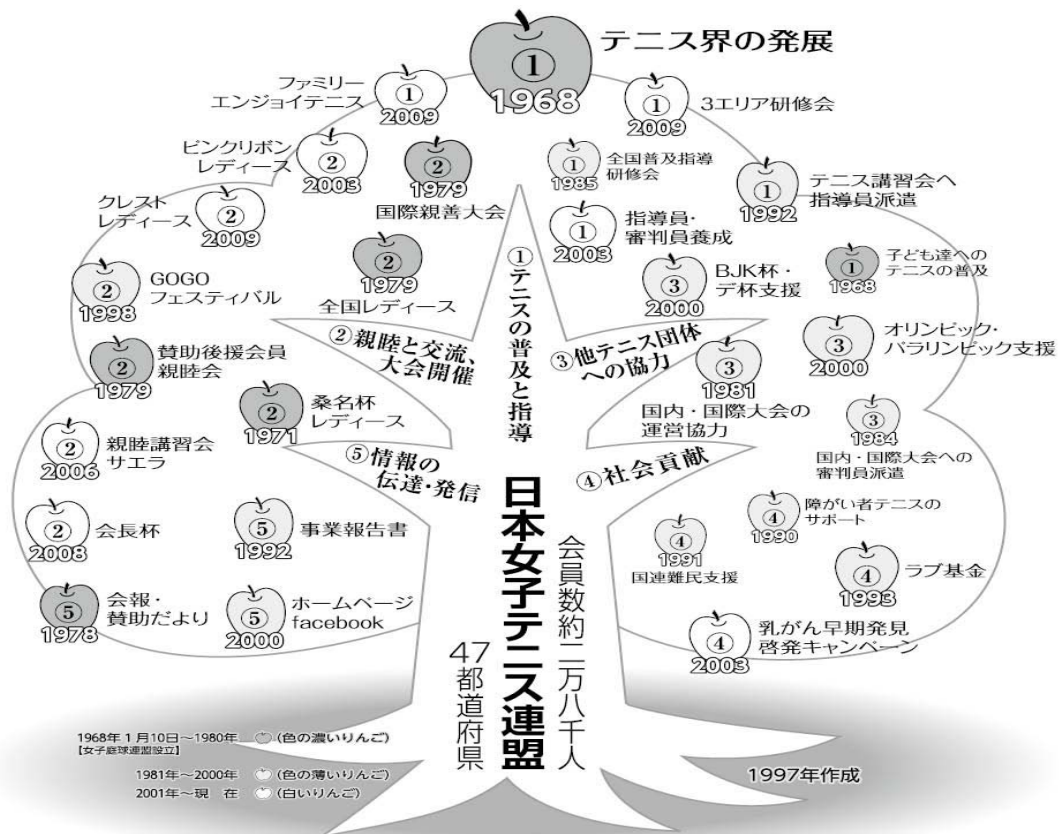 テニス界の発展
① 1968
ファミリー
エンジョイテニス
① 2009
3エリア研修会
① 2009
ピンクリボン
レディース
② 2003
国際親善大会
② 1979
全国普及指導
研修会
① 1985
テニス講習会へ
指導員派遣
① 1992
クレスト
レディース
② 2009
指導員・
審判員養成
① 2003
全国レディース
② 1979
BJK杯・
デ杯支援
③ 2000
子ども達への
テニスの普及
① 1968
GOGO
フェスティバル
② 1998
オリンピック・
パラリンピック支援
③ 2000
賛助後援会員
親睦会
② 1979
桑名杯
レディース
② 1971
国内・国際大会の
運営協力
③ 1981
国内・国際大会への
審判員派遣
③ 1984
親睦講習会
サエラ
② 2006
会長杯
② 2008
事業報告書
⑤ 1992
障がい者テニスの
サポート
④ 1990
国連難民支援
④ 1991
ラブ基金
④ 1993
会報・
賛助だより
⑤ 1978
ホームページ
facebook
⑤ 2000
乳がん早期発見
啓発キャンペーン
④ 2003
①テニスの普及と指導
②親睦と交流、
大会開催
③他テニス団体
への協力
④社会貢献
⑤情報の
伝達・発信
会員数約二万八千人
日本女子テニス連盟
47都道府県
1968年1月10日〜1980年 (色の濃いりんご)
【女子庭球連盟設立】
1981年〜2000年 (色の薄いりんご)
2001年〜現 在 (白いりんご)
1997年作成